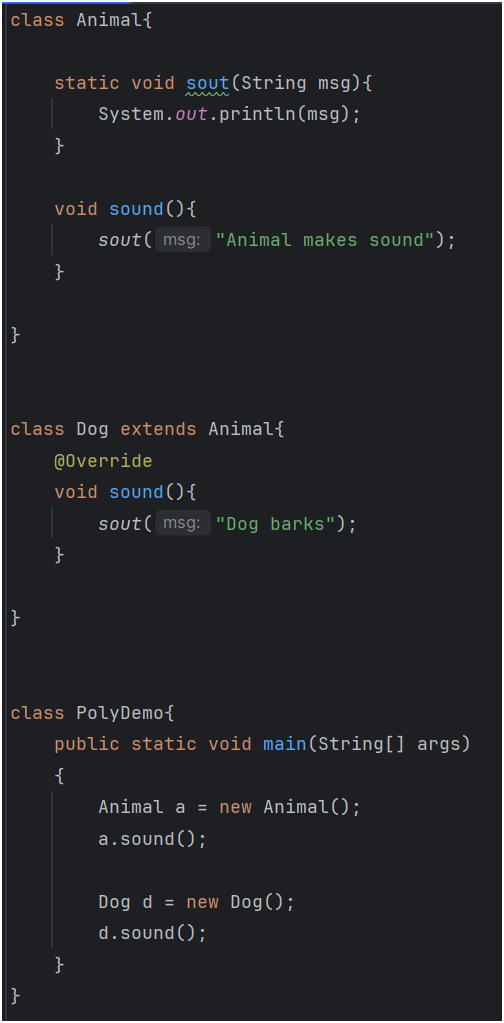 class Animal{
static void sout(String msg){
System.out.println(msg);
}
void sound(){
sout( msg: "Animal makes sound");
}
}
class Dog extends Animal{
@Override
void sound(){
sout( msg: "Dog barks");
}
}
class PolyDemo{
public static void main(String[] args)
{
Animal a = new Animal();
a.sound();
Dog d = new Dog();
d.sound();
}
}